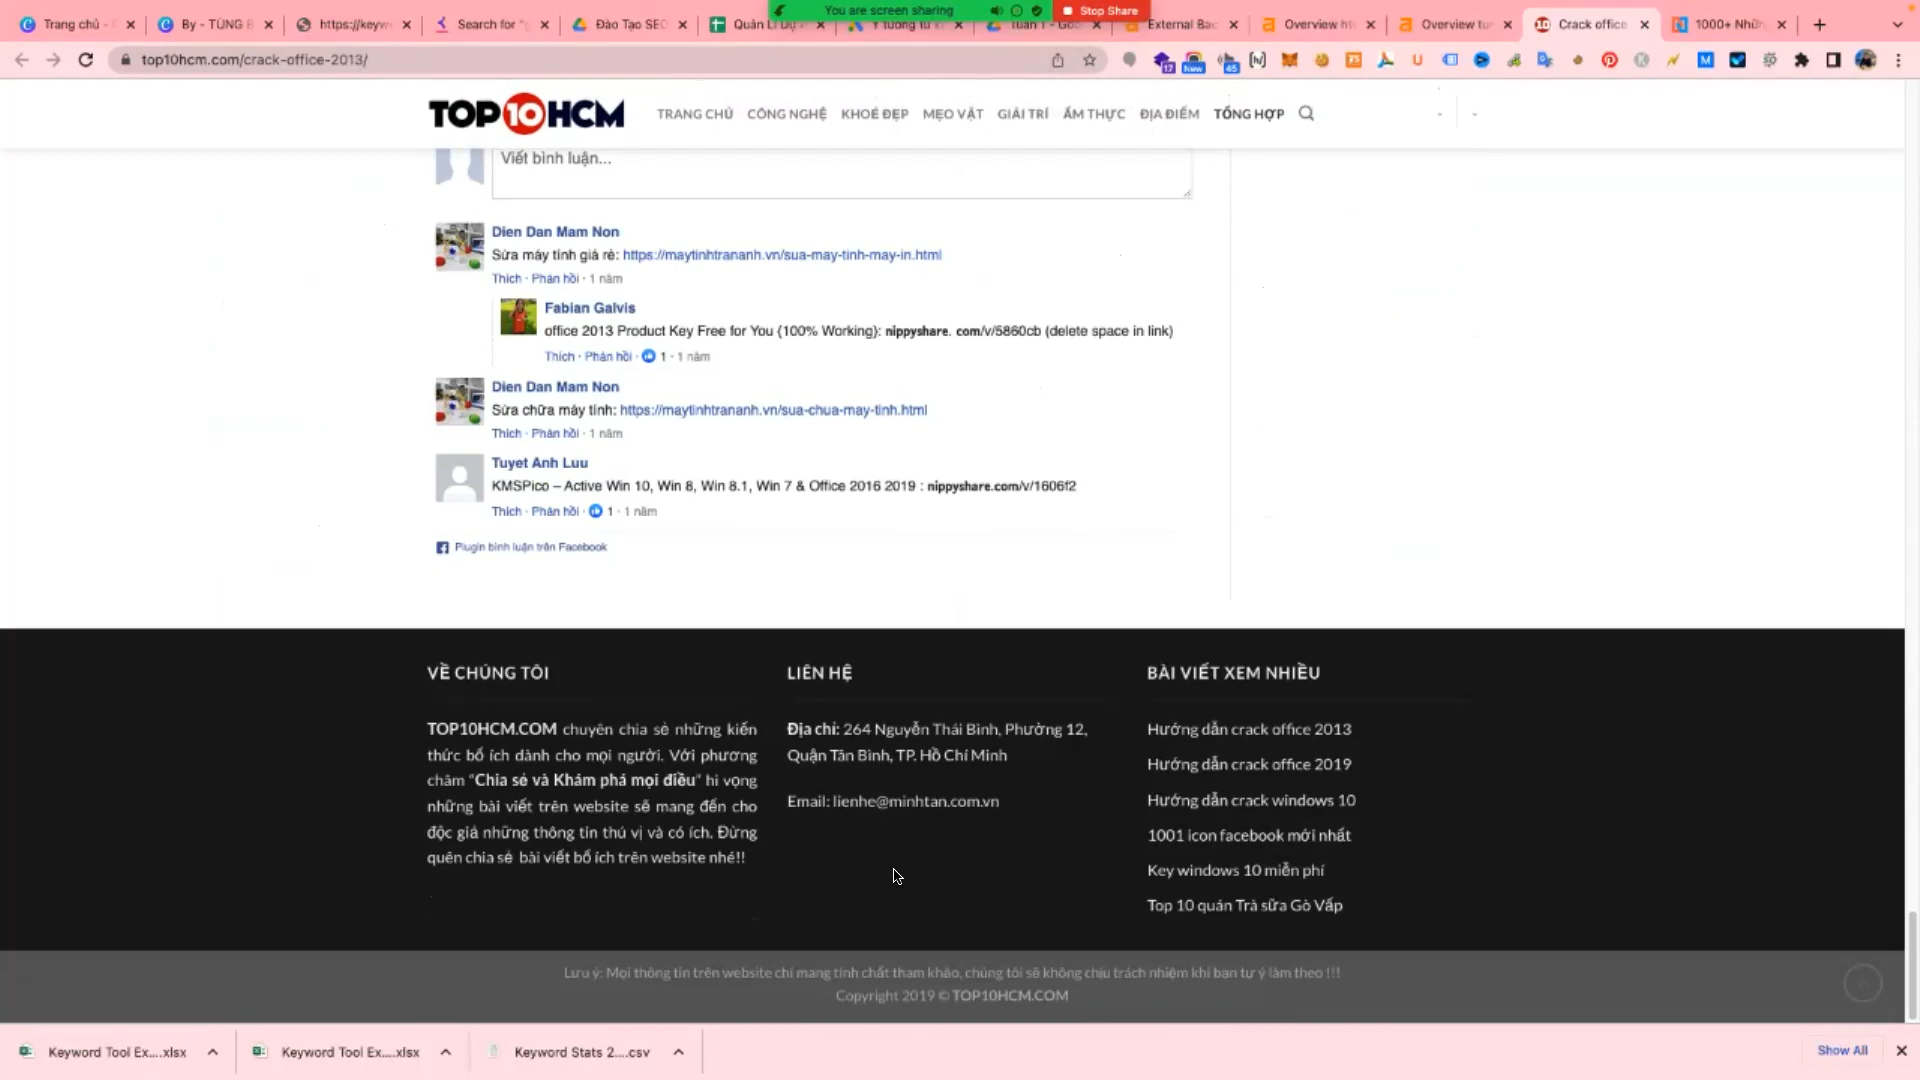 Trang chủ -
By - TÙNG
https://keyw
Search for "
Đào Tạo SEO
Quản Lí Dự
Ý tưởng từ
Tuần 1 - Goo
External Bac
Overview ht
Overview tu
Crack office
1000+ Nhữn
You are screen sharing
Stop Share
top10hcm.com/crack-office-2013/
17
New
45
TOP10HCM
TRANG CHỦ
CÔNG NGHỆ
KHOẺ ĐẸP
MẸO VẶT
GIẢI TRÍ
ẨM THỰC
ĐỊA ĐIỂM
TỔNG HỢP
Viết bình luận...
Dien Dan Mam Non
Sửa máy tính giá rẻ: https://maytinhtrananh.vn/sua-may-tinh-may-in.html
Thích · Phản hồi · 1 năm
Fabian Galvis
office 2013 Product Key Free for You {100% Working}: nippyshare. com/v/5860cb (delete space in link)
Thích · Phản hồi · 1 · 1 năm
Dien Dan Mam Non
Sửa chữa máy tính: https://maytinhtrananh.vn/sua-chua-may-tinh.html
Thích · Phản hồi · 1 năm
Tuyet Anh Luu
KMSPico – Active Win 10, Win 8, Win 8.1, Win 7 & Office 2016 2019 : nippyshare.com/v/1606f2
Thích · Phản hồi · 1 · 1 năm
Plugin bình luận trên Facebook
VỀ CHÚNG TÔI
TOP10HCM.COM chuyên chia sẻ những kiến
thức bổ ích dành cho mọi người. Với phương
châm “Chia sẻ và Khám phá mọi điều” hi vọng
những bài viết trên website sẽ mang đến cho
độc giả những thông tin thú vị và có ích. Đừng
quên chia sẻ bài viết bổ ích trên website nhé!!
LIÊN HỆ
Địa chỉ: 264 Nguyễn Thái Bình, Phường 12,
Quận Tân Bình, TP. Hồ Chí Minh
Email: lienhe@minhtan.com.vn
BÀI VIẾT XEM NHIỀU
Hướng dẫn crack office 2013
Hướng dẫn crack office 2019
Hướng dẫn crack windows 10
1001 icon facebook mới nhất
Key windows 10 miễn phí
Top 10 quán Trà sữa Gò Vấp
Lưu ý: Mọi thông tin trên website chỉ mang tính chất tham khảo, chúng tôi sẽ không chịu trách nhiệm khi bạn tự ý làm theo !!!
Copyright 2019 © TOP10HCM.COM
Keyword Tool Ex....xlsx
Keyword Tool Ex....xlsx
Keyword Stats 2....csv
Show All